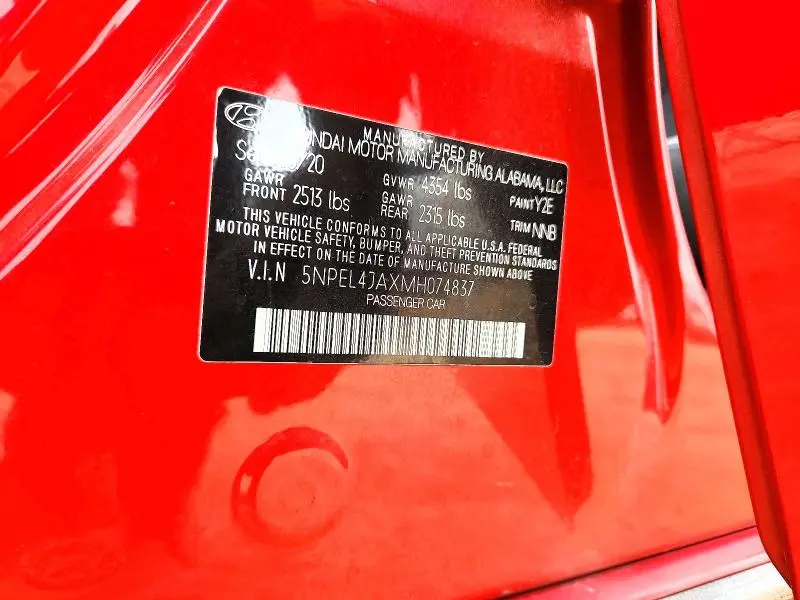 MANUFACTURED BY
HYUNDAI MOTOR MANUFACTURING ALABAMA, LLC
GVWR 4354 lbs
GAWR FRONT 2513 lbs
GAWR REAR 2315 lbs
PAINT Y2E
TRIM NNB
THIS VEHICLE CONFORMS TO ALL APPLICABLE U.S.A. FEDERAL
MOTOR VEHICLE SAFETY, BUMPER, AND THEFT PREVENTION STANDARDS
IN EFFECT ON THE DATE OF MANUFACTURE SHOWN ABOVE
V.I.N 5NPEL4JAXMH074837
PASSENGER CAR